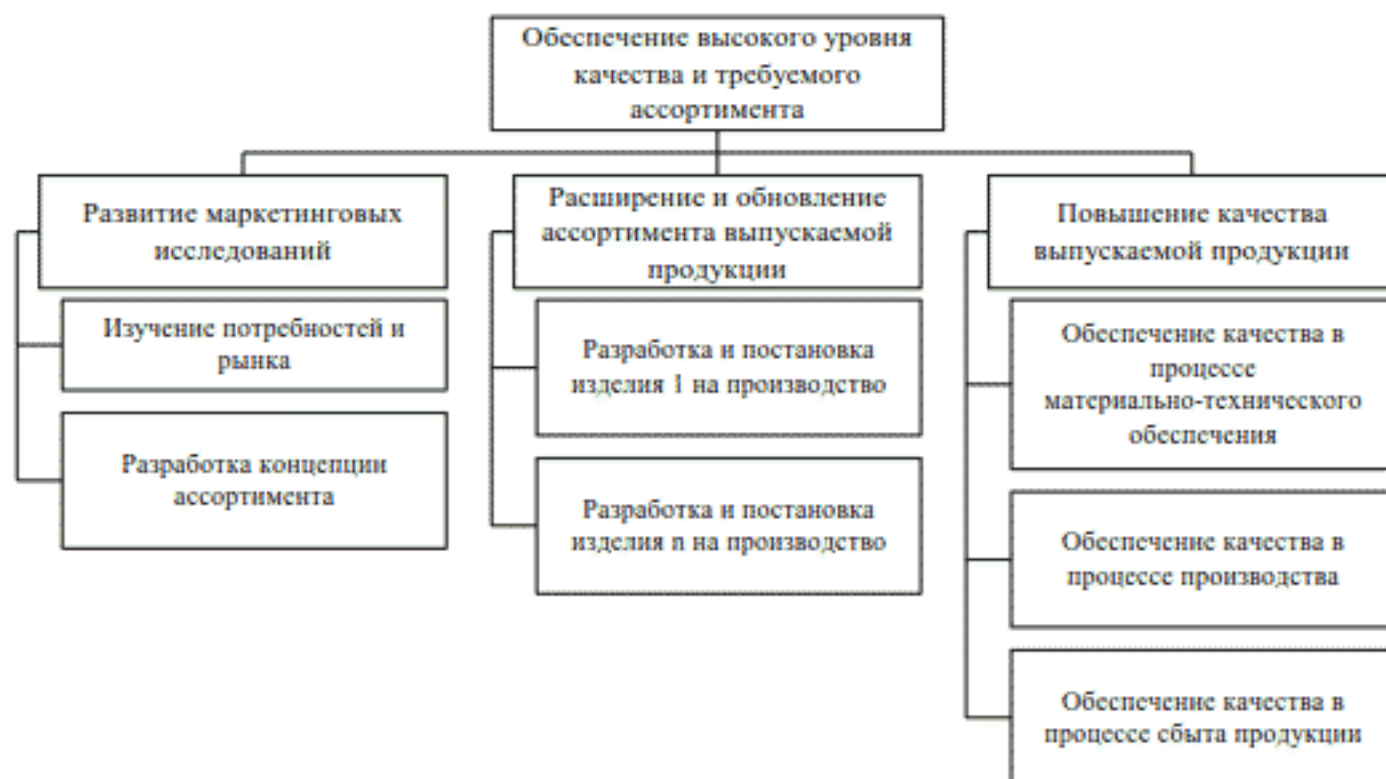 Обеспечение высокого уровня
качества и требуемого
ассортимента
Развитие маркетинговых
исследований
Изучение потребностей и
рынка
Разработка концепции
ассортимента
Расширение и обновление
ассортимента выпускаемой
продукции
Разработка и постановка
изделия 1 на производство
Разработка и постановка
изделия n на производство
Повышение качества
выпускаемой продукции
Обеспечение качества в
процессе
материально-технического
обеспечения
Обеспечение качества в
процессе производства
Обеспечение качества в
процессе сбыта продукции